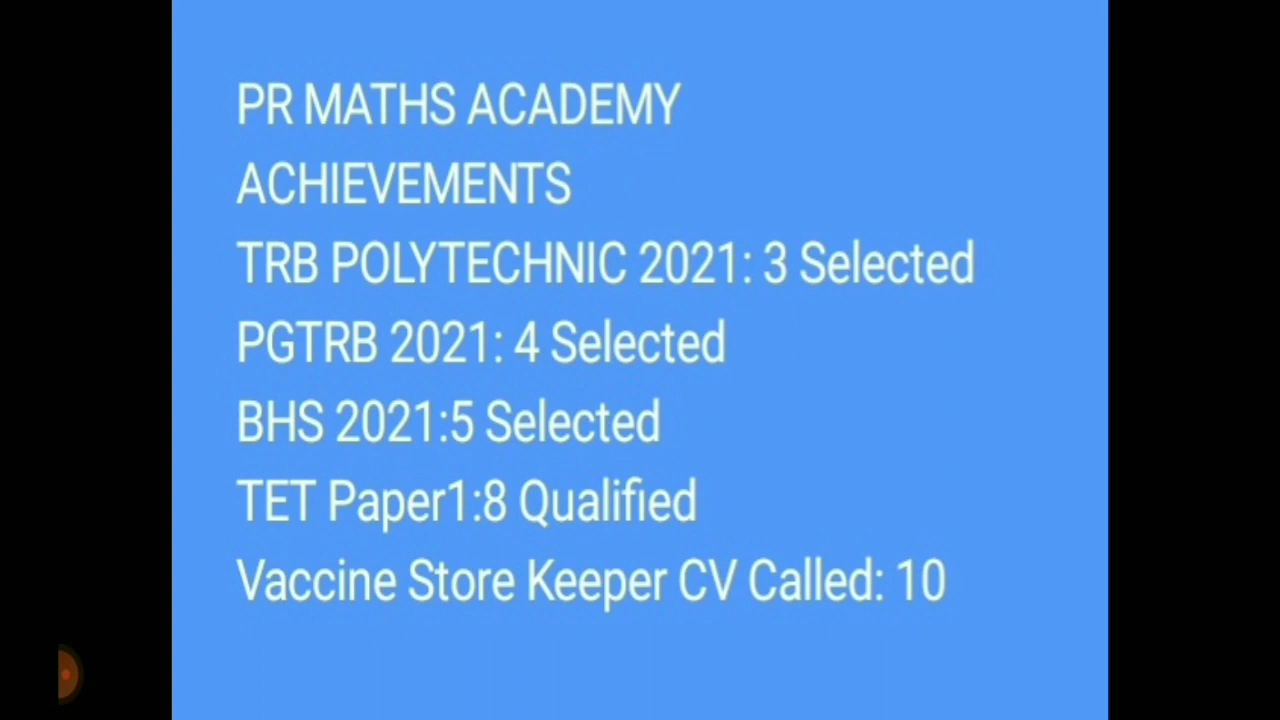 PR MATHS ACADEMY
ACHIEVEMENTS
TRB POLYTECHNIC 2021: 3 Selected
PGTRB 2021: 4 Selected
BHS 2021:5 Selected
TET Paper1:8 Qualified
Vaccine Store Keeper CV Called: 10